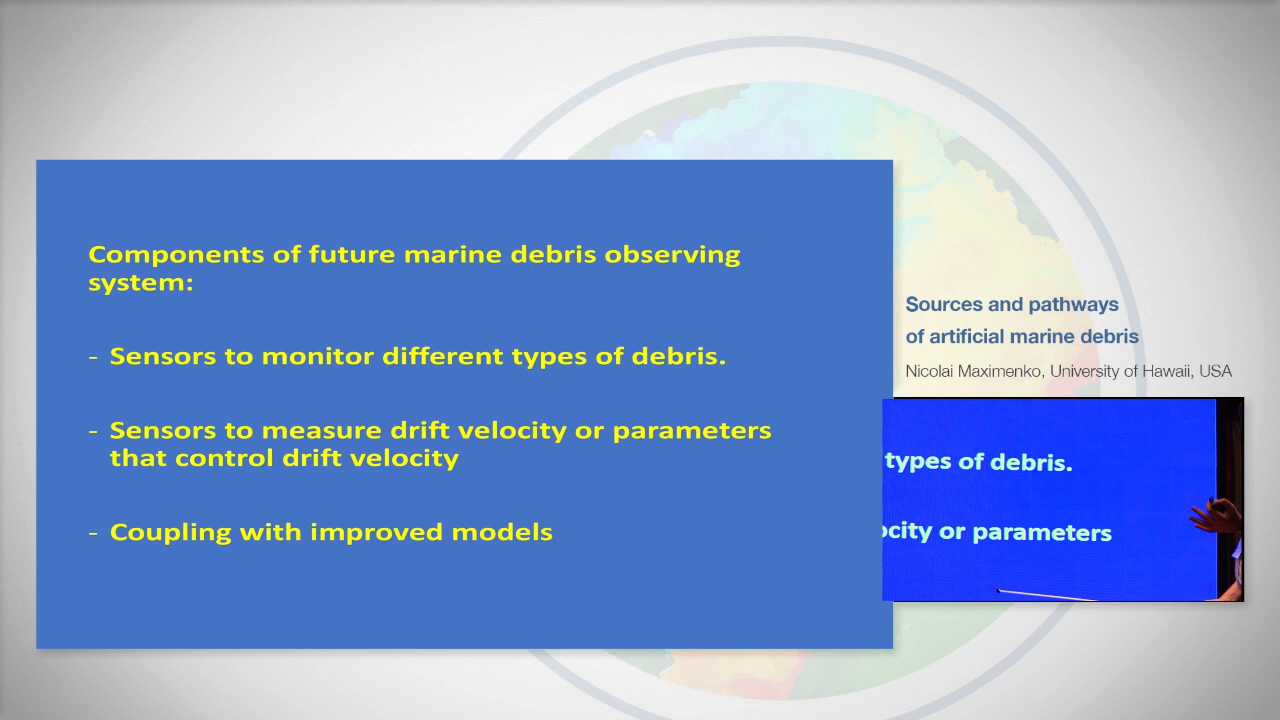 Components of future marine debris observing
system:
- Sensors to monitor different types of debris.
- Sensors to measure drift velocity or parameters
that control drift velocity
- Coupling with improved models
Sources and pathways
of artificial marine debris
Nicolai Maximenko, University of Hawaii, USA
types of debris.
ocity or parameters